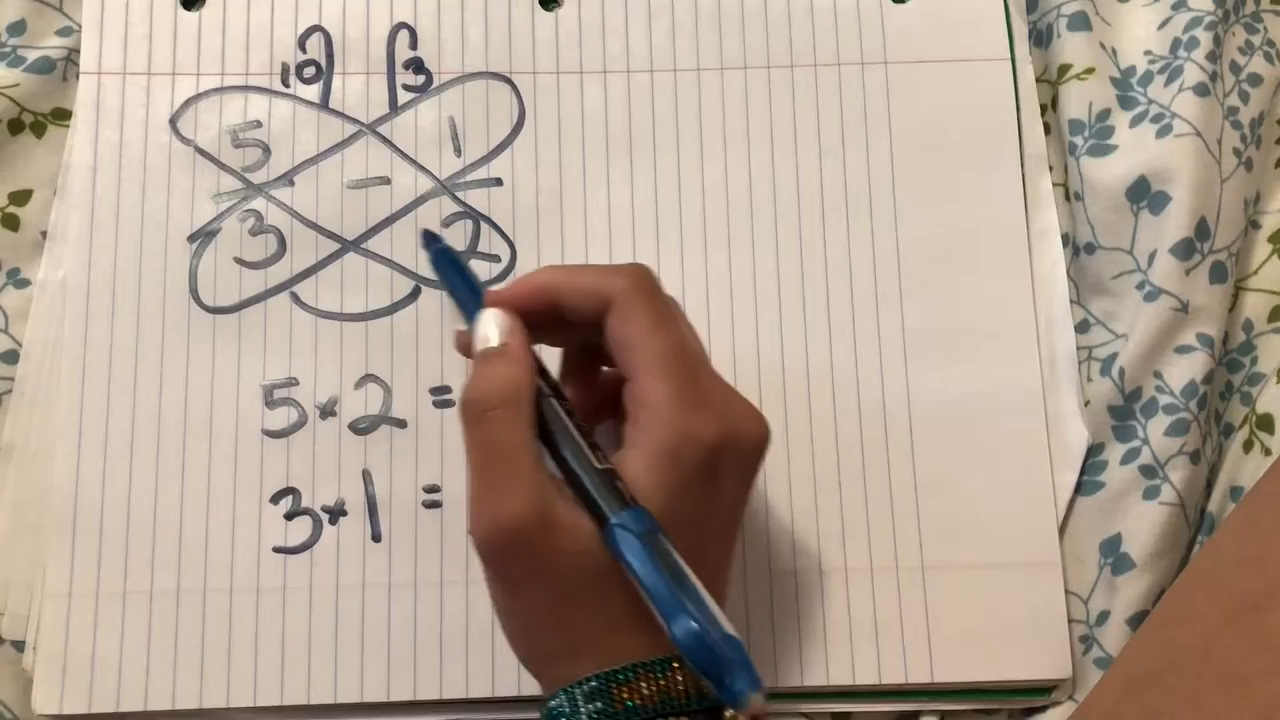 10 3
5 1
-
3 2
5 × 2 =
3 × 1 =